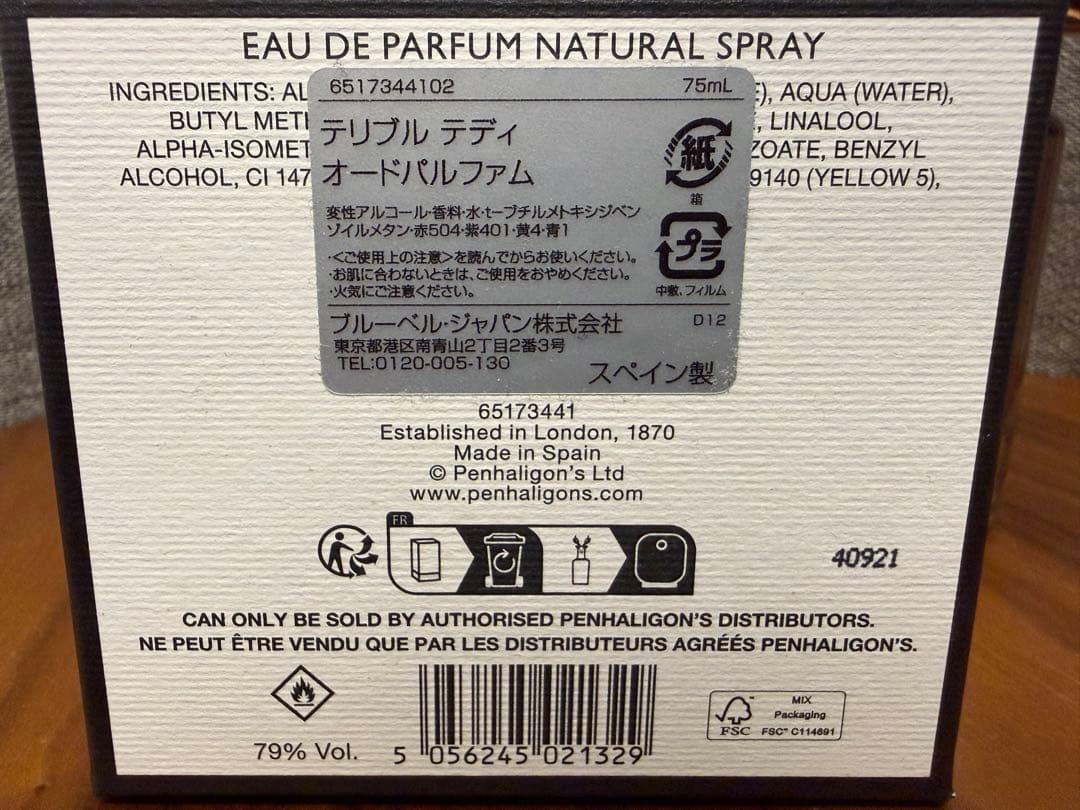 EAU DE PARFUM NATURAL SPRAY
INGREDIENTS: AL
E), AQUA (WATER),
BUTYL METH
, LINALOOL,
ALPHA-ISOMET
ZOATE, BENZYL
ALCOHOL, CI 147
9140 (YELLOW 5),
6517344102 75mL
テリブル テディ
オードパルファム
紙
箱
変性アルコール・香料・水・t-ブチルメトキシジベン
ゾイルメタン・赤504・紫401・黄4・青1
プラ
中敷、フィルム
・<ご使用上の注意>を読んでからお使いください。
・お肌に合わないときは、ご使用をおやめください。
・火気にご注意ください。
ブルーベル・ジャパン株式会社 D12
東京都港区南青山2丁目2番3号
TEL:0120-005-130
スペイン製
65173441
Established in London, 1870
Made in Spain
© Penhaligon's Ltd
www.penhaligons.com
FR
40921
CAN ONLY BE SOLD BY AUTHORISED PENHALIGON'S DISTRIBUTORS.
NE PEUT ÊTRE VENDU QUE PAR LES DISTRIBUTEURS AGRÉÉS PENHALIGON'S.
79% Vol.
5 056245 021329
MIX
Packaging
FSC FSC™ C114691